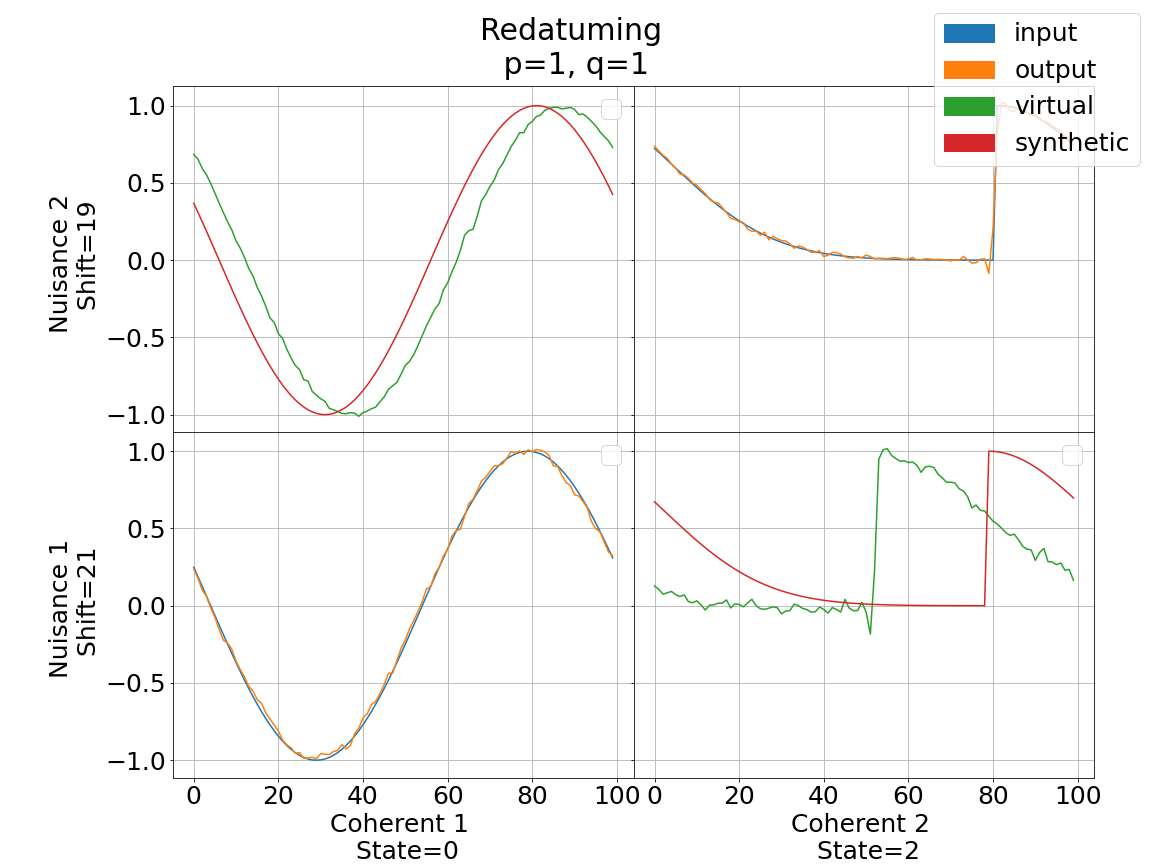 Redatuming
p=1, q=1
input
output
virtual
synthetic
Nuisance 2
Shift=19
1.0
0.5
0.0
−0.5
−1.0
Nuisance 1
Shift=21
1.0
0.5
0.0
−0.5
−1.0
0 20 40 60 80 100
0 20 40 60 80 100
Coherent 1
State=0
Coherent 2
State=2